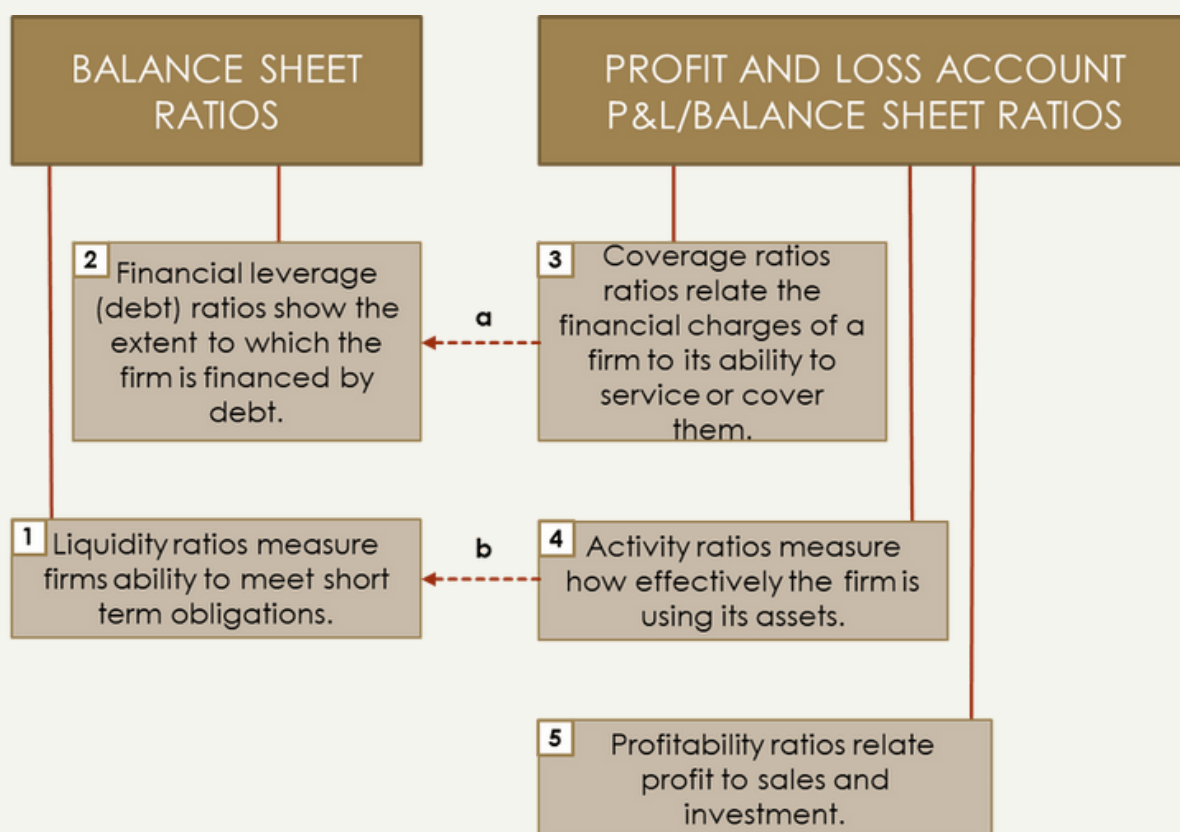 BALANCE SHEET
RATIOS
PROFIT AND LOSS ACCOUNT
P&L/BALANCE SHEET RATIOS
2
Financial leverage
(debt) ratios show the
extent to which the
firm is financed by
debt.
a
3
Coverage ratios
ratios relate the
financial charges of a
firm to its ability to
service or cover
them.
1
Liquidity ratios measure
firms ability to meet short
term obligations.
b
4
Activity ratios measure
how effectively the firm is
using its assets.
5
Profitability ratios relate
profit to sales and
investment.